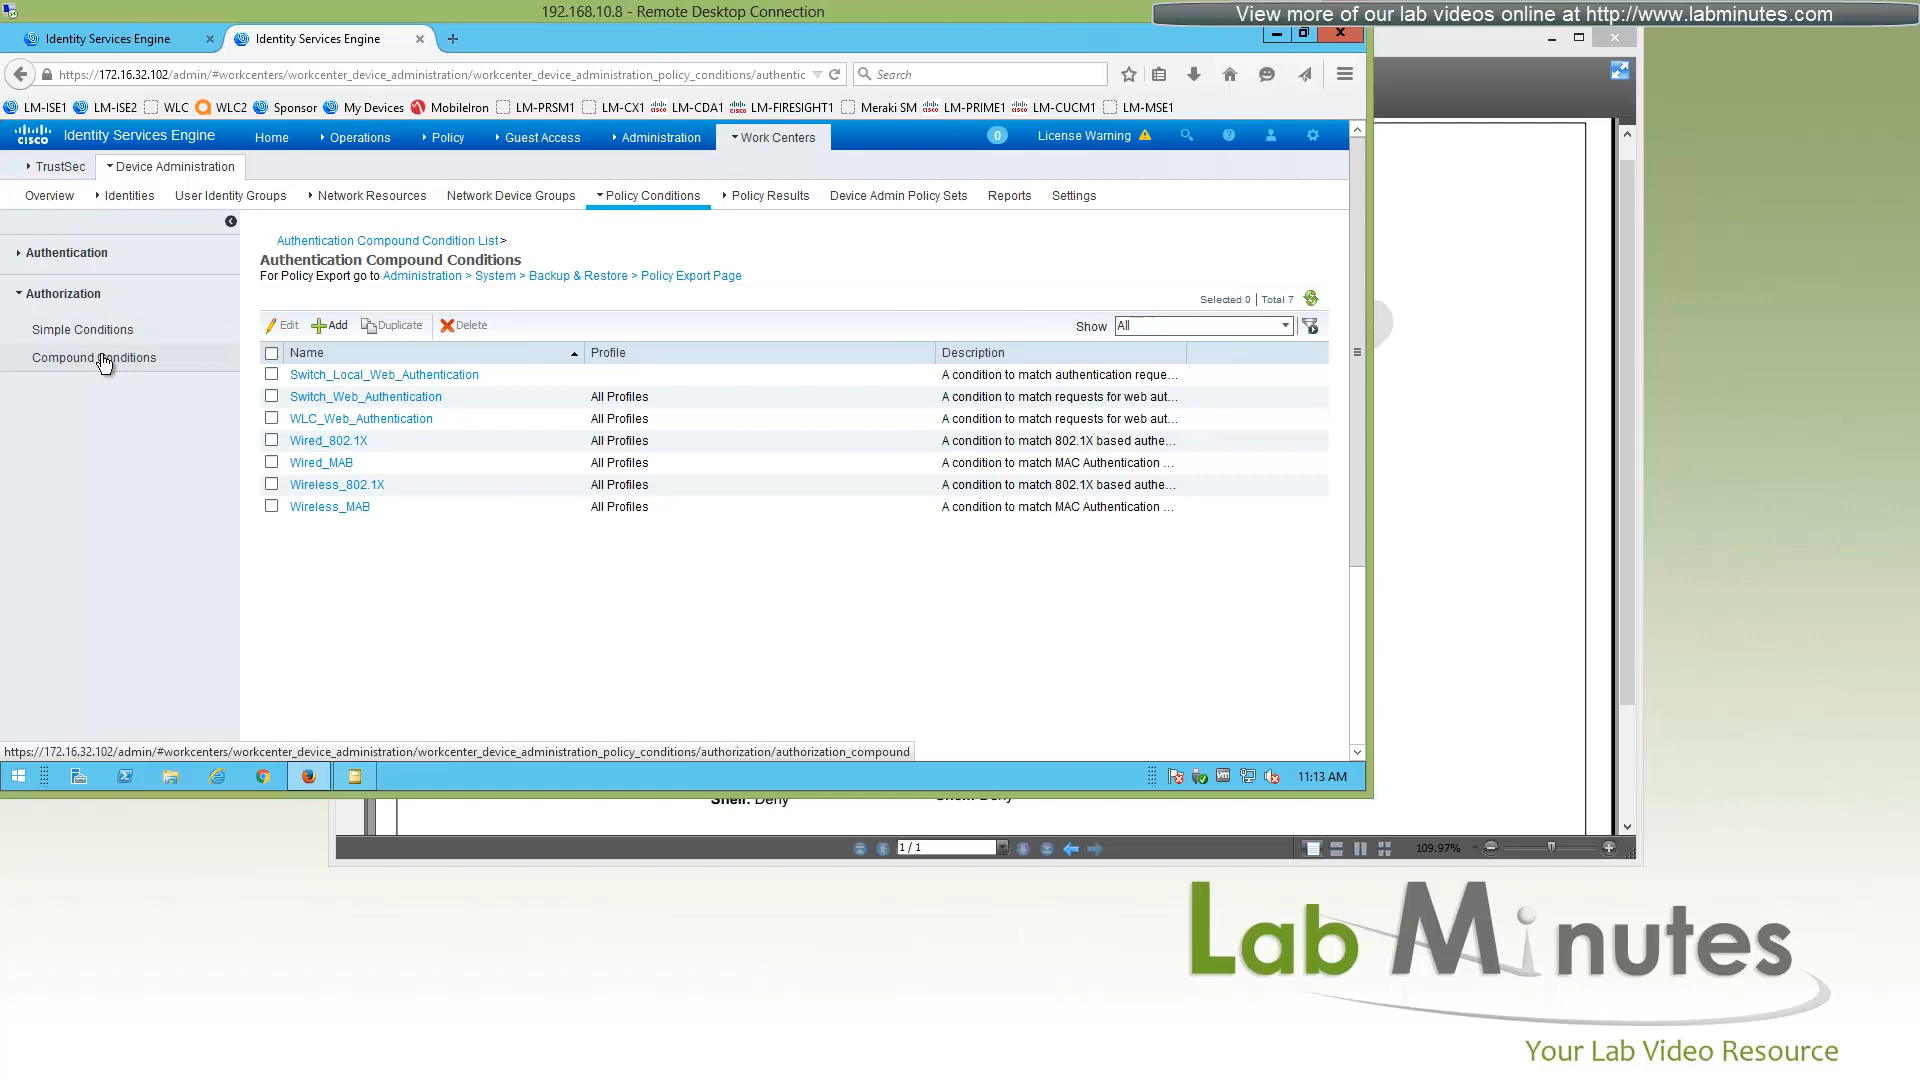 192.168.10.8 - Remote Desktop Connection
View more of our lab videos online at http://www.labminutes.com
Identity Services Engine × Identity Services Engine × +
https://172.16.32.102/admin/#workcenters/workcenter_device_administration/workcenter_device_administration_policy_conditions/authentic Search
LM-ISE1 LM-ISE2 WLC WLC2 Sponsor My Devices MobileIron LM-PRSM1 LM-CX1 LM-CDA1 LM-FIRESIGHT1 Meraki SM LM-PRIME1 LM-CUCM1 LM-MSE1
cisco Identity Services Engine Home Operations Policy Guest Access Administration Work Centers 0 License Warning
TrustSec Device Administration
Overview Identities User Identity Groups Network Resources Network Device Groups Policy Conditions Policy Results Device Admin Policy Sets Reports Settings
Authentication
Authorization
Simple Conditions
Compound Conditions
Authentication Compound Condition List >
Authentication Compound Conditions
For Policy Export go to Administration > System > Backup & Restore > Policy Export Page
Selected 0 | Total 7
Edit Add Duplicate Delete Show All
Name Profile Description
Switch_Local_Web_Authentication A condition to match authentication reque...
Switch_Web_Authentication All Profiles A condition to match requests for web aut...
WLC_Web_Authentication All Profiles A condition to match requests for web aut...
Wired_802.1X All Profiles A condition to match 802.1X based authe...
Wired_MAB All Profiles A condition to match MAC Authentication ...
Wireless_802.1X All Profiles A condition to match 802.1X based authe...
Wireless_MAB All Profiles A condition to match MAC Authentication ...
https://172.16.32.102/admin/#workcenters/workcenter_device_administration/workcenter_device_administration_policy_conditions/authorization/authorization_compound
11:13 AM
Shell: Deny
1 / 1 109.97%
Lab Minutes
Your Lab Video Resource